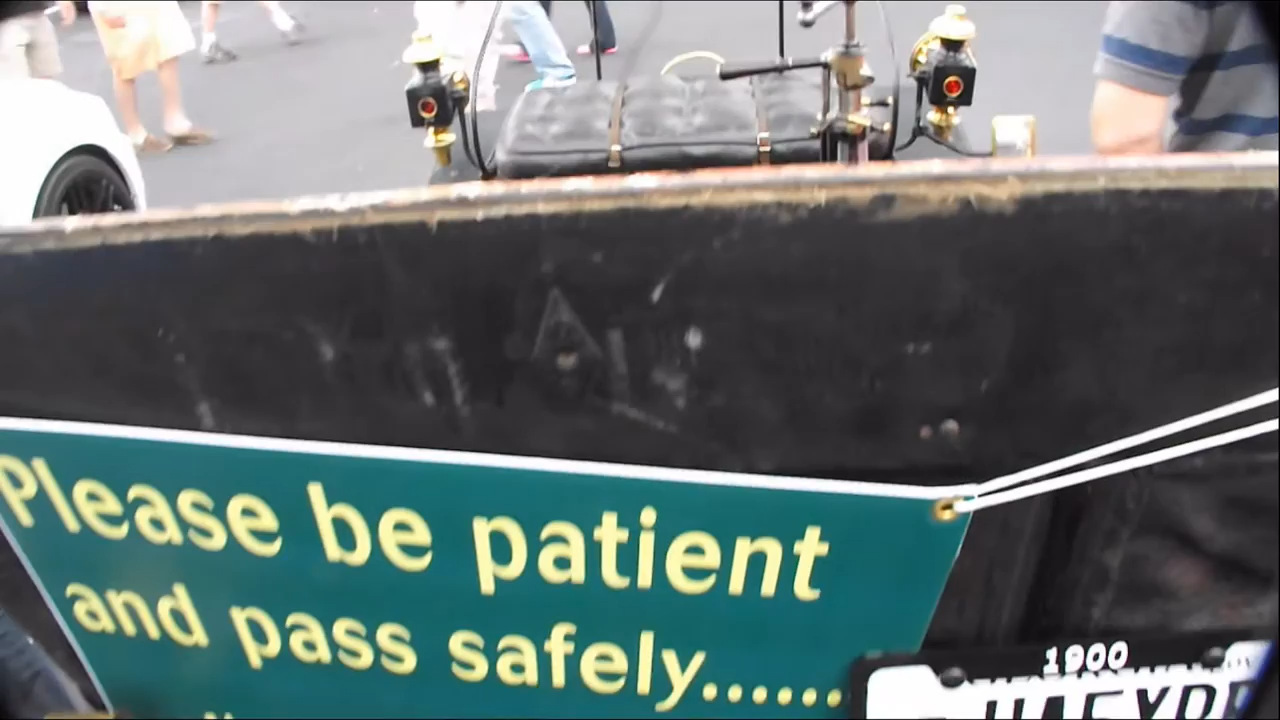 Please be patient
and pass safely......
1900